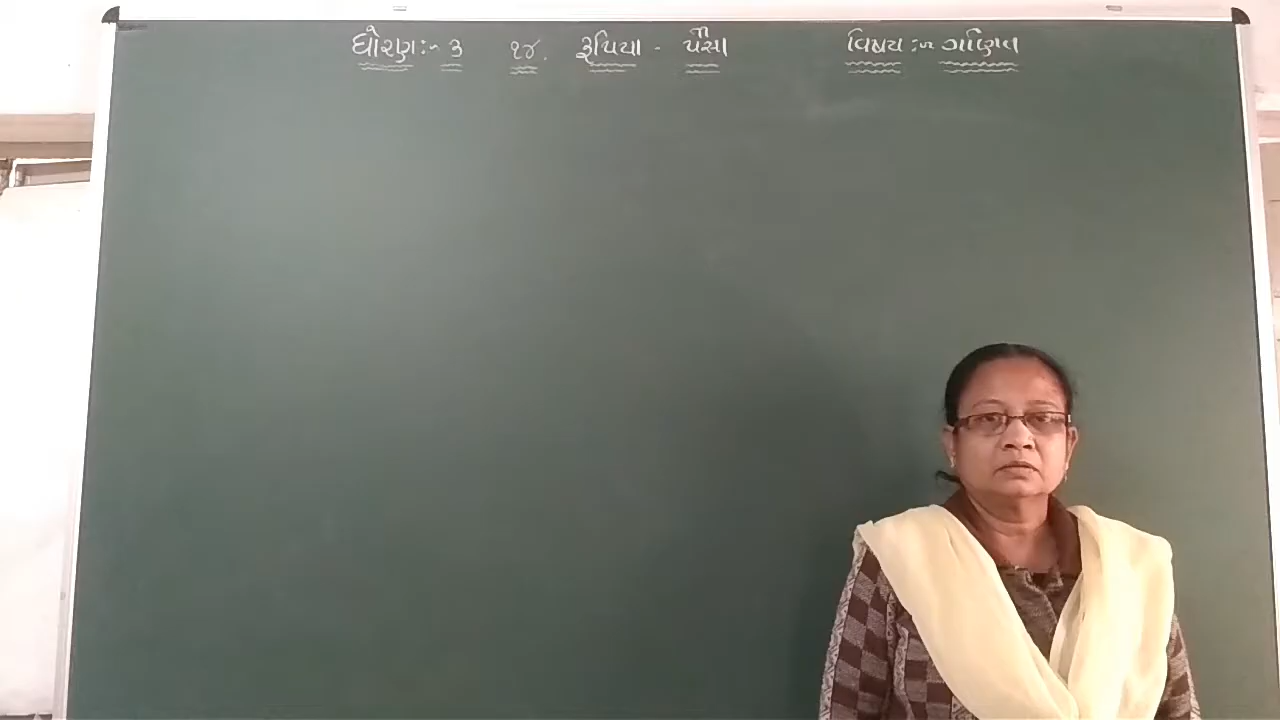 ધોરણ :- ૩ ૧૪. રૂપિયા - પૈસા વિષય :- ગણિત